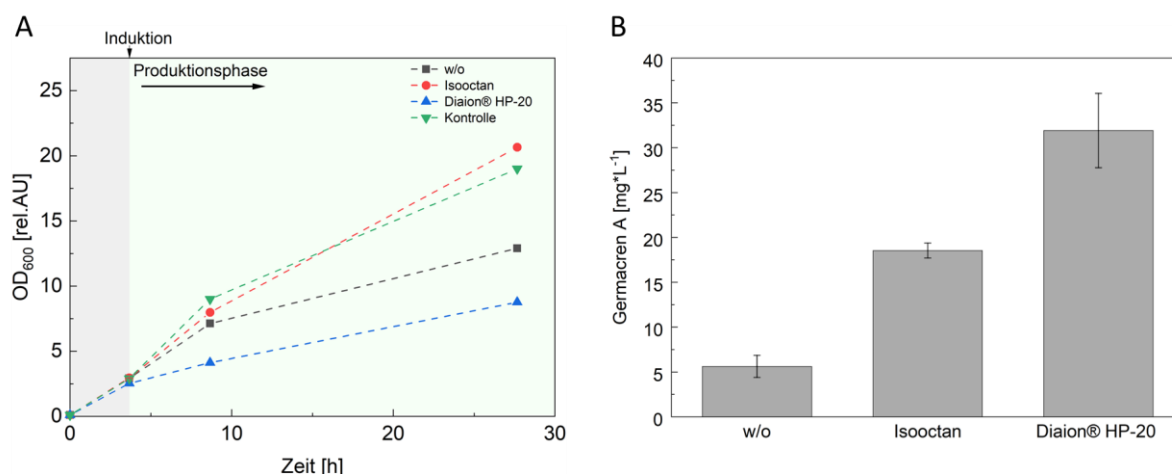 A
Induktion
Produktionsphase
w/o
Isooctan
Diaion® HP-20
Kontrolle
OD600 [rel.AU]
25
20
15
10
5
0
0 10 20 30
Zeit [h]
B
Germacren A [mg*L-1]
40
35
30
25
20
15
10
5
0
w/o Isooctan Diaion® HP-20